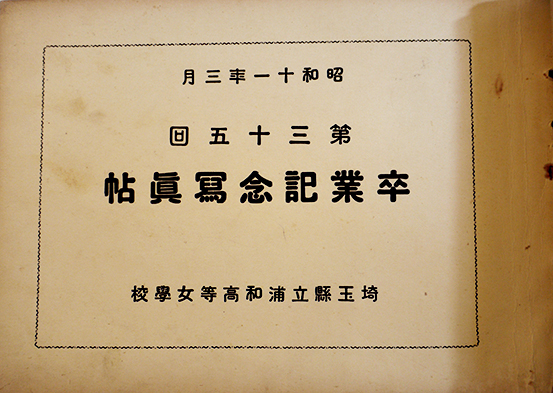 昭和十一年三月
第三十五回
卒業記念冩眞帖
埼玉縣立浦和高等女學校